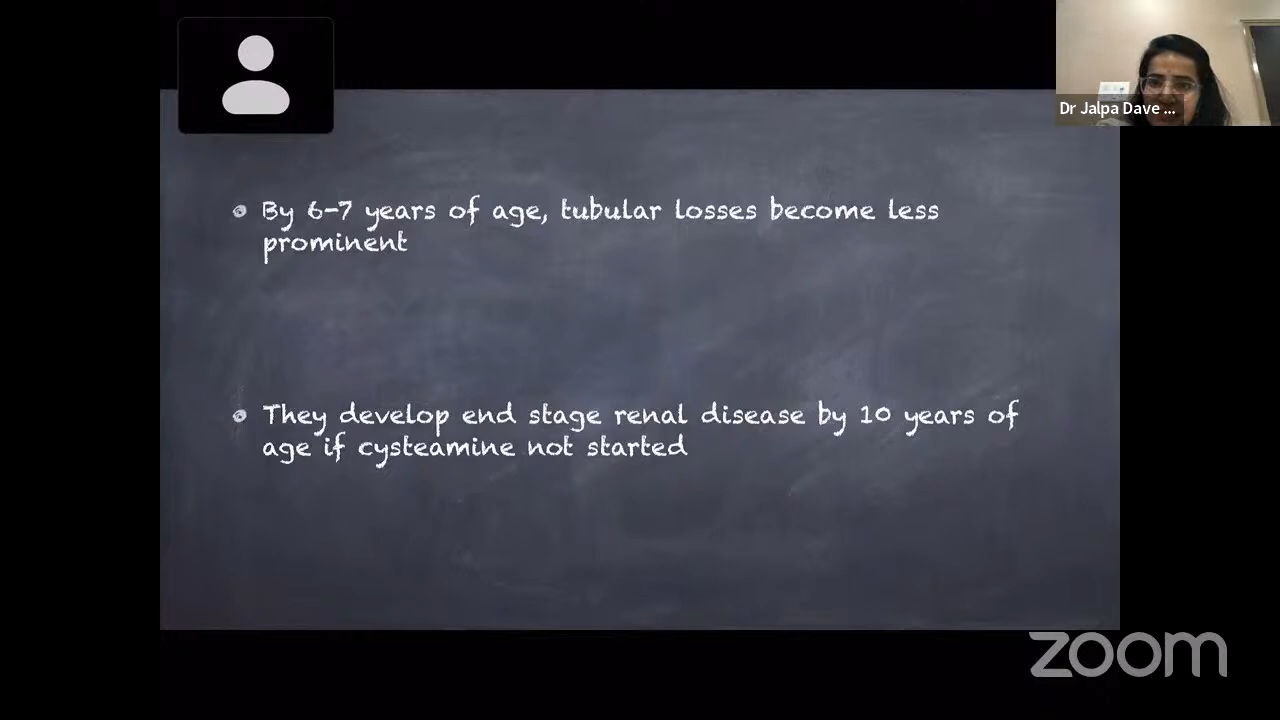 Dr Jalpa Dave ...
By 6-7 years of age, tubular losses become less
prominent
They develop end stage renal disease by 10 years of
age if cysteamine not started
zoom